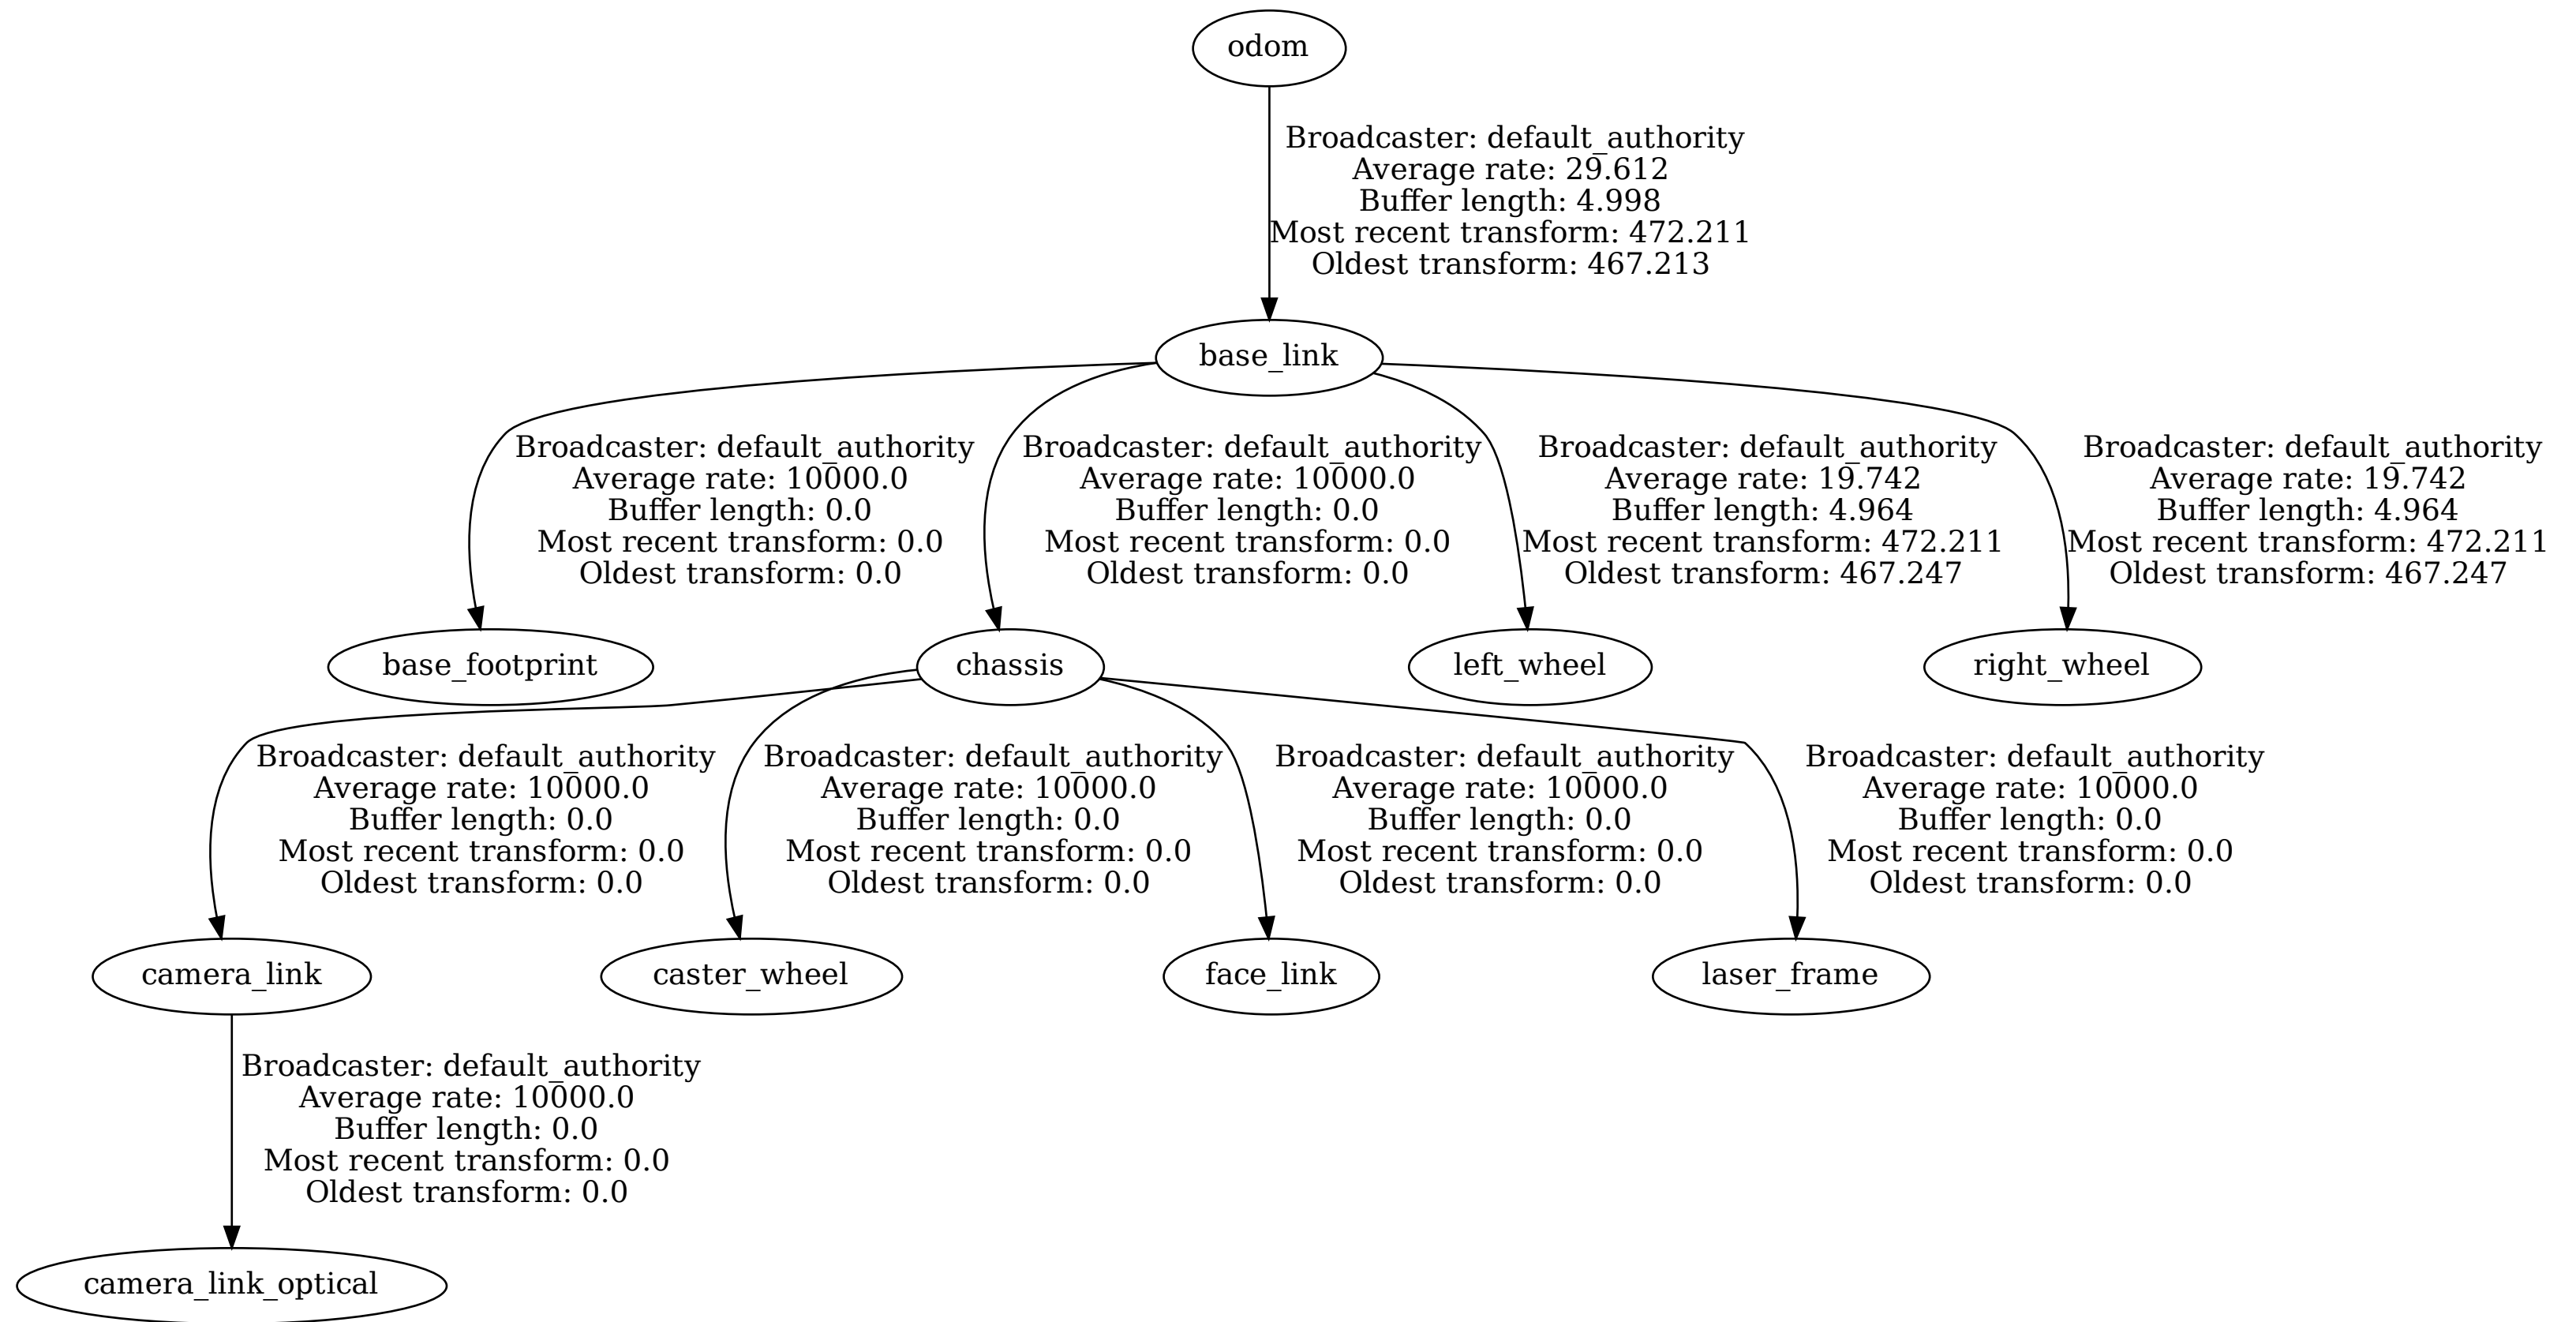 odom
Broadcaster: default_authority
Average rate: 29.612
Buffer length: 4.998
Most recent transform: 472.211
Oldest transform: 467.213
base_link
Broadcaster: default_authority
Average rate: 10000.0
Buffer length: 0.0
Most recent transform: 0.0
Oldest transform: 0.0
Broadcaster: default_authority
Average rate: 10000.0
Buffer length: 0.0
Most recent transform: 0.0
Oldest transform: 0.0
Broadcaster: default_authority
Average rate: 19.742
Buffer length: 4.964
Most recent transform: 472.211
Oldest transform: 467.247
Broadcaster: default_authority
Average rate: 19.742
Buffer length: 4.964
Most recent transform: 472.211
Oldest transform: 467.247
base_footprint
chassis
left_wheel
right_wheel
Broadcaster: default_authority
Average rate: 10000.0
Buffer length: 0.0
Most recent transform: 0.0
Oldest transform: 0.0
Broadcaster: default_authority
Average rate: 10000.0
Buffer length: 0.0
Most recent transform: 0.0
Oldest transform: 0.0
Broadcaster: default_authority
Average rate: 10000.0
Buffer length: 0.0
Most recent transform: 0.0
Oldest transform: 0.0
Broadcaster: default_authority
Average rate: 10000.0
Buffer length: 0.0
Most recent transform: 0.0
Oldest transform: 0.0
camera_link
caster_wheel
face_link
laser_frame
Broadcaster: default_authority
Average rate: 10000.0
Buffer length: 0.0
Most recent transform: 0.0
Oldest transform: 0.0
camera_link_optical